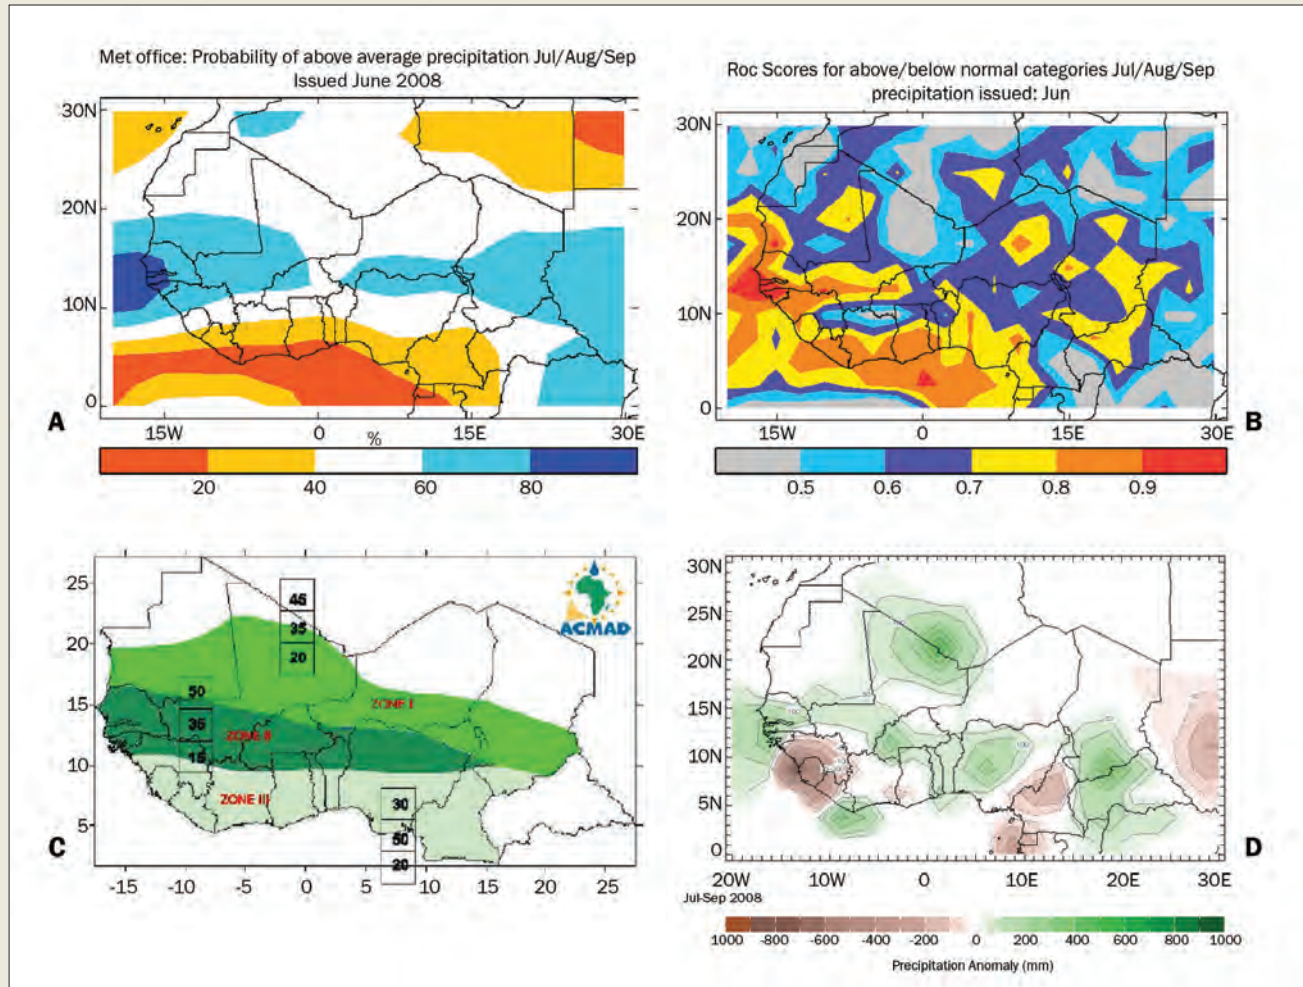 Met office: Probability of above average precipitation Jul/Aug/Sep
Issued June 2008
30N
20N
10N
0
15W
0
15E
30E
%
20
40
60
80
A
Roc Scores for above/below normal categories Jul/Aug/Sep
precipitation issued: Jun
30N
20N
10N
0
15W
0
15E
30E
0.5
0.6
0.7
0.8
0.9
B
25
20
15
10
5
-15
-10
-5
0
5
10
15
20
25
45
35
20
50
35
15
30
50
20
ZONE I
ZONE II
ZONE III
ACMAD
C
30N
25N
20N
15N
10N
5N
0
20W
10W
0
10E
20E
30E
Jul-Sep 2008
1000
-800
-600
-400
-200
0
200
400
600
800
1000
Precipitation Anomaly (mm)
D